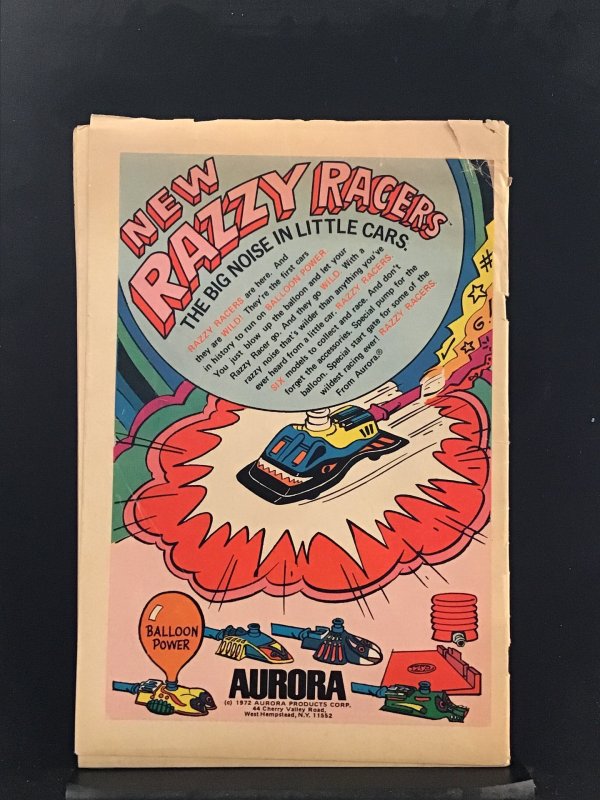 NEW
RAZZY RACERS
THE BIG NOISE IN LITTLE CARS.
RAZZY RACERS are here. And
they are WILD! They're the first cars
in history to run on BALLOON POWER
You just blow up the balloon and let your
Razzy Racer go. And they go WILD. With a
razzy noise that's wilder than anything you've
ever heard from a little car. RAZZY RACERS.
SIX models to collect and race. And don't
forget the accessories. Special pump for the
balloon. Special start gate for some of the
wildest racing ever! RAZZY RACERS.
From Aurora®
BALLOON
POWER
AURORA
(c) 1972 AURORA PRODUCTS CORP.
44 Cherry Valley Road,
West Hampstead, N.Y. 11552